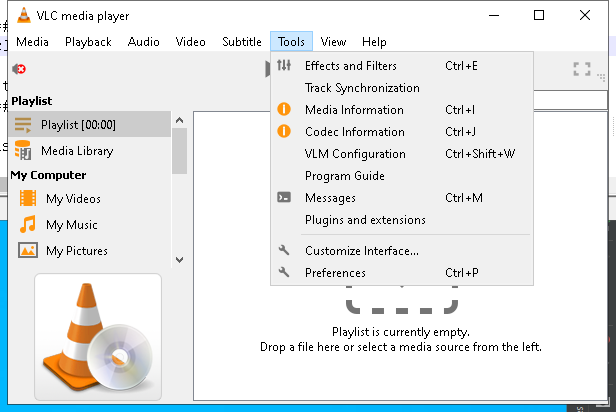 VLC media player
Media Playback Audio Video Subtitle Tools View Help
Playlist
Playlist [00:00]
Media Library
My Computer
My Videos
My Music
My Pictures
Effects and Filters Ctrl+E
Track Synchronization
Media Information Ctrl+I
Codec Information Ctrl+J
VLM Configuration Ctrl+Shift+W
Program Guide
Messages Ctrl+M
Plugins and extensions
Customize Interface...
Preferences Ctrl+P
Playlist is currently empty.
Drop a file here or select a media source from the left.